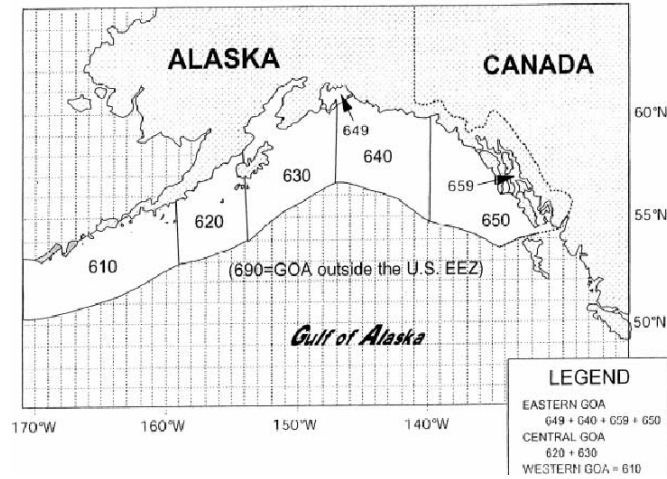 ALASKA
CANADA
60°N
649
640
630
659
620
650
55°N
610
(690=GOA outside the U.S. EEZ)
50°N
Gulf of Alaska
LEGEND
EASTERN GOA
649 + 640 + 659 + 650
CENTRAL GOA
620 + 630
WESTERN GOA = 610
170°W
160°W
150°W
140°W